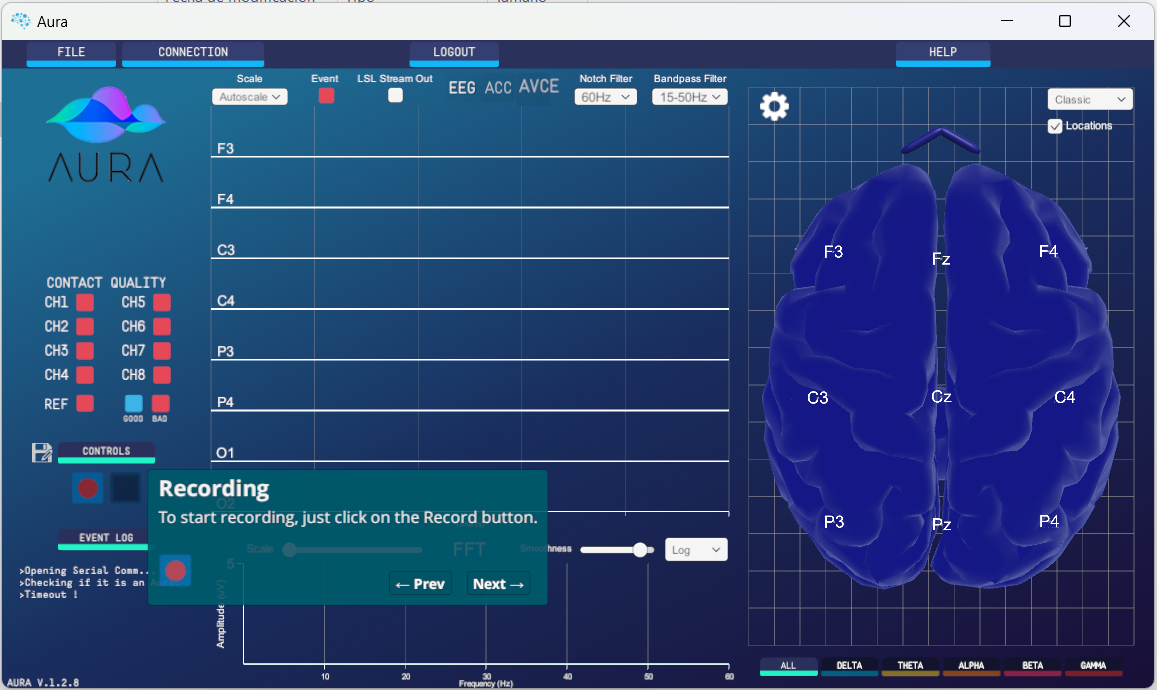 Aura
FILE
CONNECTION
LOGOUT
HELP
Scale
Event
LSL Stream Out
EEG
ACC
AVCE
Notch Filter
Bandpass Filter
Autoscale
60Hz
15-50Hz
Classic
Locations
AURA
F3
F4
C3
C4
P3
P4
O1
O2
CONTACT QUALITY
CH1 CH5
CH2 CH6
CH3 CH7
CH4 CH8
REF
GOOD BAD
CONTROLS
EVENT LOG
>Opening Serial Comm..
>Checking if it is an
>Timeout !
Recording
To start recording, just click on the Record button.
← Prev
Next →
Scale
FFT
Smoothness
Log
5
Amplitude (uV)
10 20 30 40 50 60
Frequency (Hz)
F3 Fz F4
C3 Cz C4
P3 Pz P4
ALL
DELTA
THETA
ALPHA
BETA
GAMMA
AURA V.1.2.8